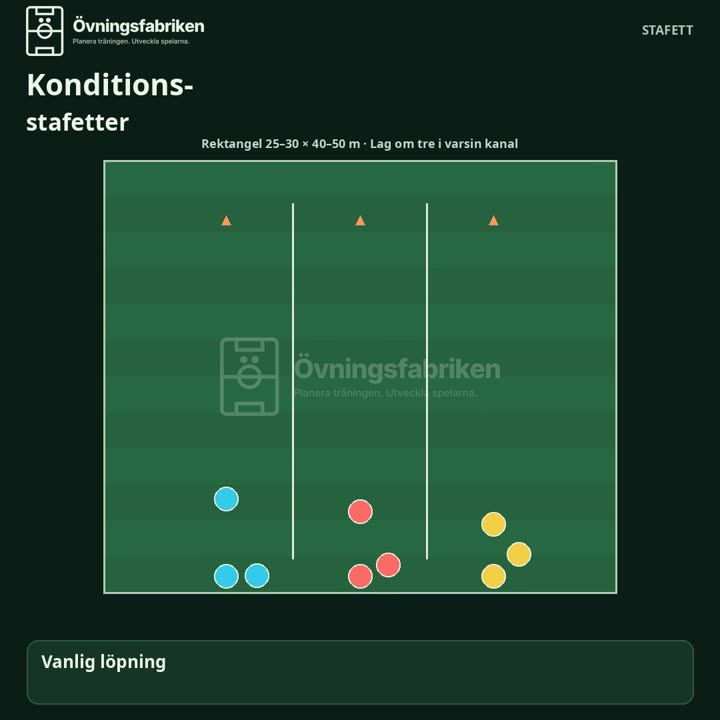 Övningsfabriken
Planera träningen. Utveckla spelarna.
STAFETT
Konditions-
stafetter
Rektangel 25–30 × 40–50 m · Lag om tre i varsin kanal
Övningsfabriken
Planera träningen. Utveckla spelarna.
Vanlig löpning